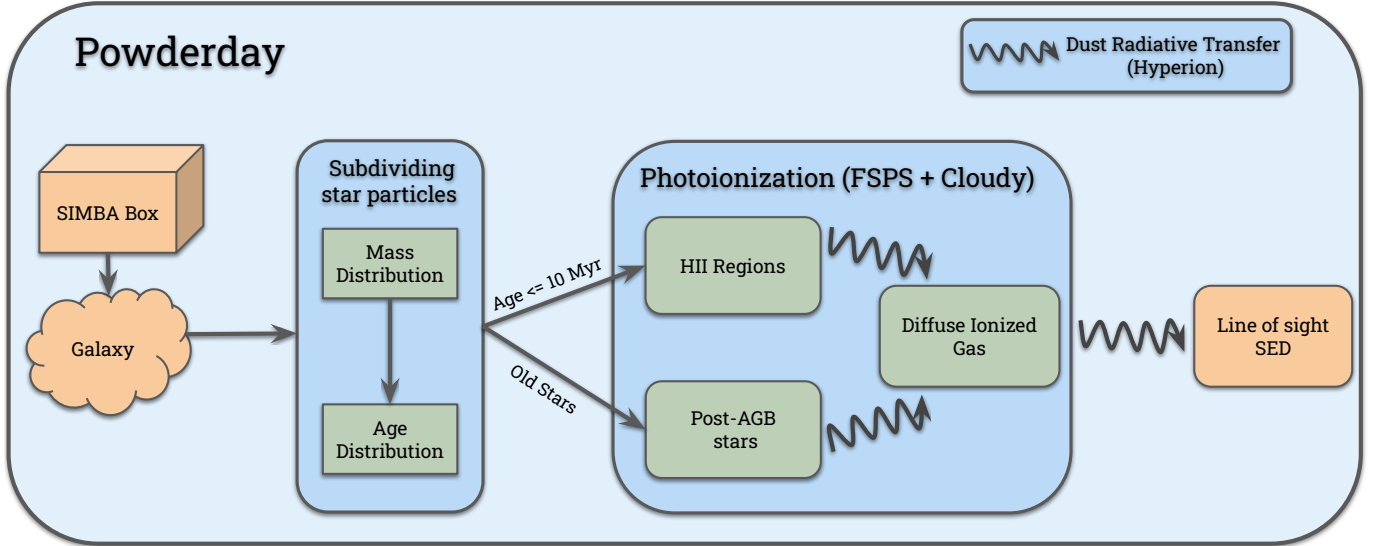 Powderday
Dust Radiative Transfer
(Hyperion)
SIMBA Box
Galaxy
Subdividing
star particles
Mass
Distribution
Age
Distribution
Age <= 10 Myr
Old Stars
Photoionization (FSPS + Cloudy)
HII Regions
Post-AGB
stars
Diffuse Ionized
Gas
Line of sight
SED